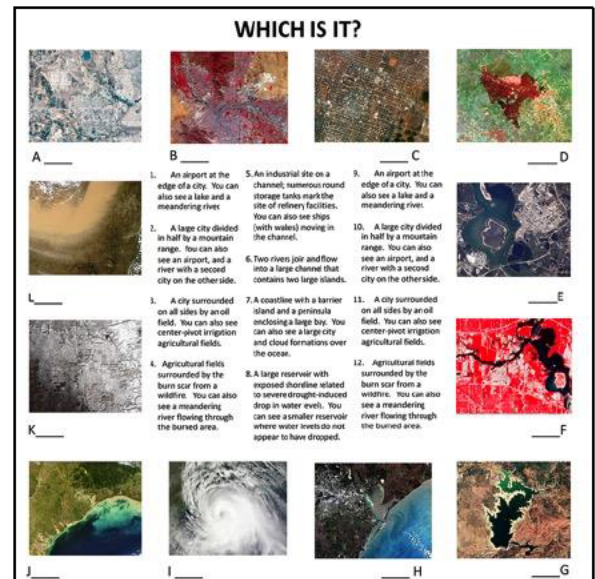 WHICH IS IT?
A ____
B ____
____ C
____ D
1. An airport at the
edge of a city. You can
also see a lake and a
meandering river.
2. A large city divided
in half by a mountain
range. You can also
see an airport, and a
river with a second
city on the other side.
3. A city surrounded
on all sides by an oil
field. You can also see
center-pivot irrigation
agricultural fields.
4. Agricultural fields
surrounded by the
burn scar from a
wildfire. You can also
see a meandering
river flowing through
the burned area.
5. An industrial site on a
channel; numerous round
storage tanks mark the
site of refinery facilities.
You can also see ships
(with wakes) moving in
the channel.
6. Two rivers join and flow
into a large channel that
contains two large islands.
7. A coastline with a barrier
island and a peninsula
enclosing a large bay. You
can also see a large city
and cloud formations over
the ocean.
8. A large reservoir with
exposed shoreline related
to severe drought-induced
drop in water levels. You
can see a smaller reservoir
where water levels do not
appear to have dropped.
9. An airport at the
edge of a city. You can
also see a lake and a
meandering river.
10. A large city divided
in half by a mountain
range. You can also
see an airport, and a
river with a second
city on the other side.
11. A city surrounded
on all sides by an oil
field. You can also see
center-pivot irrigation
agricultural fields.
12. Agricultural fields
surrounded by the
burn scar from a
wildfire. You can also
see a meandering
river flowing through
the burned area.
L____
____E
K____
____F
J____
I____
____H
____G